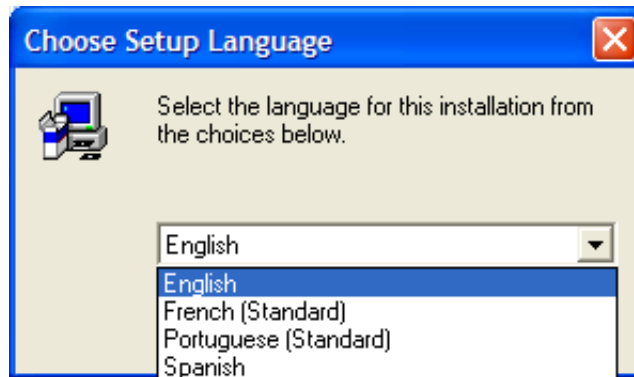 Choose Setup Language
Select the language for this installation from
the choices below.
English
English
French (Standard)
Portuguese (Standard)
Spanish